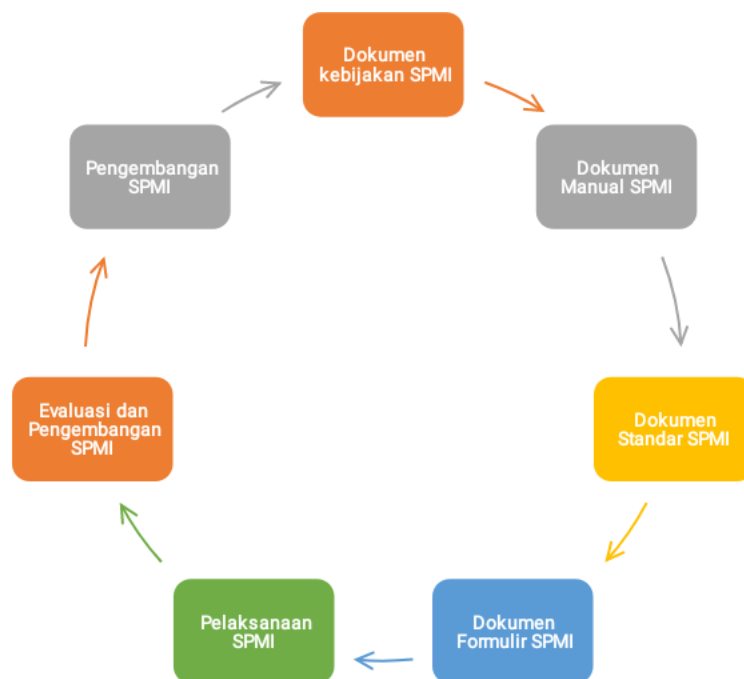 Dokumen
kebijakan SPMI
Dokumen
Manual SPMI
Dokumen
Standar SPMI
Dokumen
Formulir SPMI
Pelaksanaan
SPMI
Evaluasi dan
Pengembangan
SPMI
Pengembangan
SPMI